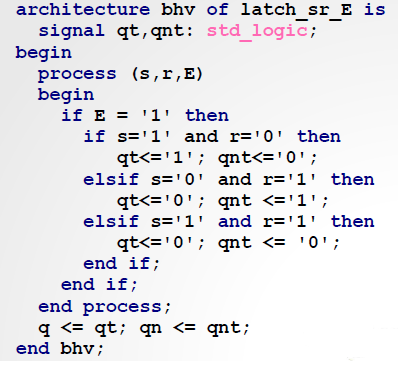 architecture bhv of latch_sr_E is
signal qt,qnt: std_logic;
begin
process (s,r,E)
begin
if E = '1' then
if s='1' and r='0' then
qt<='1'; qnt<='0';
elsif s='0' and r='1' then
qt<='0'; qnt <='1';
elsif s='1' and r='1' then
qt<='0'; qnt <= '0';
end if;
end if;
end process;
q <= qt; qn <= qnt;
end bhv;